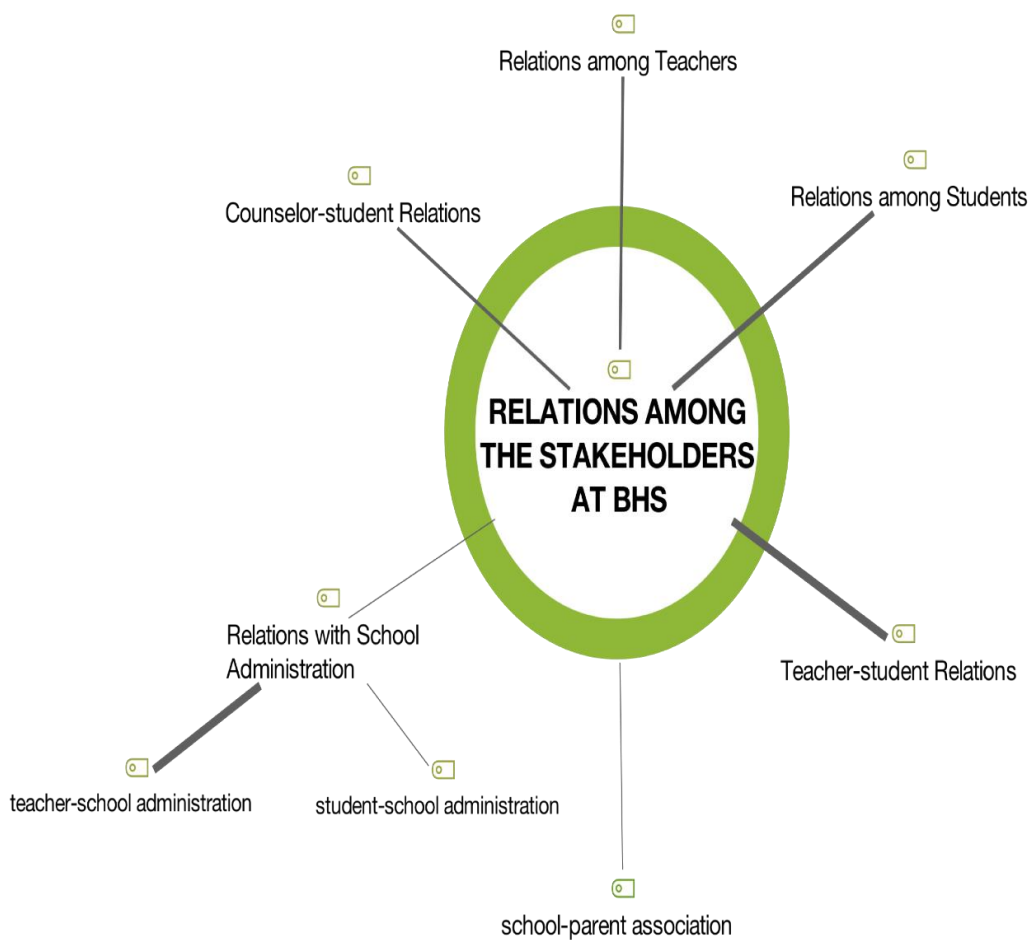 Relations among Teachers
Relations among Students
Counselor-student Relations
RELATIONS AMONG
THE STAKEHOLDERS
AT BHS
Relations with School
Administration
Teacher-student Relations
teacher-school administration
student-school administration
school-parent association